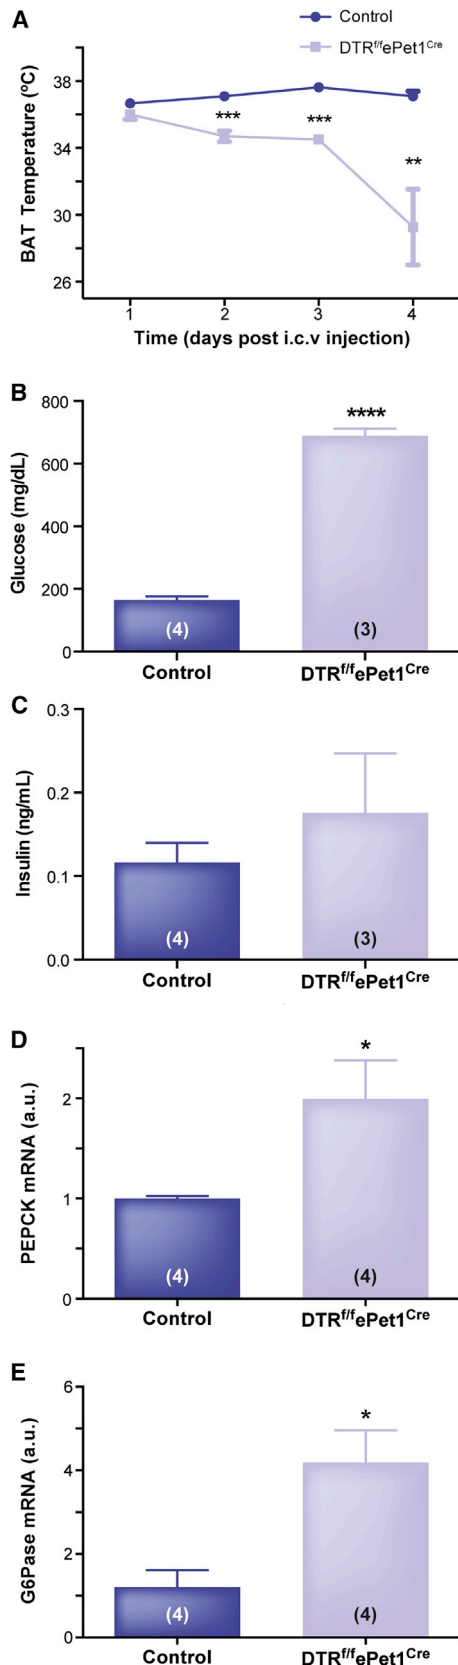 A
Control
DTRf/fePet1Cre
BAT Temperature (ºC)
38
34
30
26
***
***
**
1 2 3 4
Time (days post i.c.v injection)
B
Glucose (mg/dL)
800
600
400
200
0
****
(4) (3)
Control DTRf/fePet1Cre
C
Insulin (ng/mL)
0.3
0.2
0.1
0.0
(4) (3)
Control DTRf/fePet1Cre
D
PEPCK mRNA (a.u.)
2
1
0
*
(4) (4)
Control DTRf/fePet1Cre
E
G6Pase mRNA (a.u.)
6
4
2
0
*
(4) (4)
Control DTRf/fePet1Cre